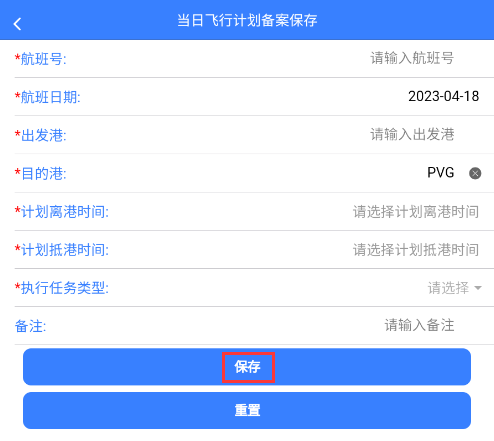 当日飞行计划备案保存
*航班号: 请输入航班号
*航班日期: 2023-04-18
*出发港: 请输入出发港
*目的港: PVG
*计划离港时间: 请选择计划离港时间
*计划抵港时间: 请选择计划抵港时间
*执行任务类型: 请选择
备注: 请输入备注
保存
重置